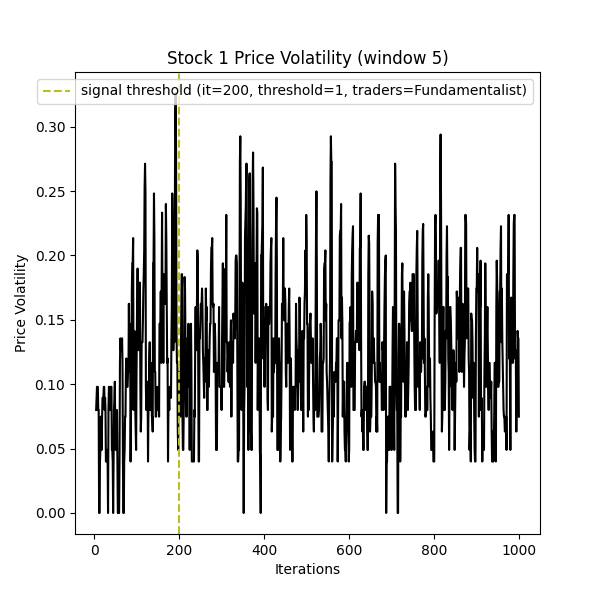 Stock 1 Price Volatility (window 5)
signal threshold (it=200, threshold=1, traders=Fundamentalist)
0.30
0.25
0.20
0.15
0.10
0.05
0.00
Price Volatility
0 200 400 600 800 1000
Iterations